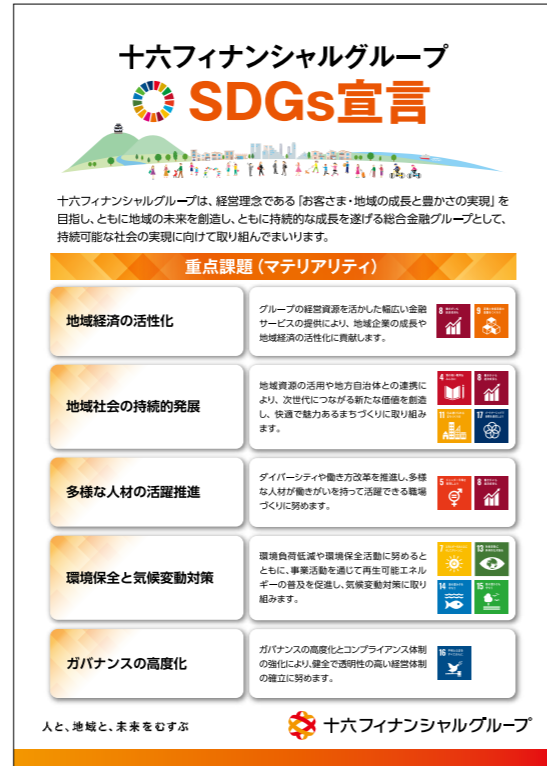 十六フィナンシャルグループ
SDGs宣言
十六フィナンシャルグループは、経営理念である「お客さま・地域の成長と豊かさの実現」を
目指し、ともに地域の未来を創造し、ともに持続的な成長を遂げる総合金融グループとして、
持続可能な社会の実現に向けて取り組んでまいります。
重点課題(マテリアリティ)
地域経済の活性化
グループの経営資源を活かした幅広い金融
サービスの提供により、地域企業の成長や
地域経済の活性化に貢献します。
8
9
地域社会の持続的発展
地域資源の活用や地方自治体との連携に
より、次世代につながる新たな価値を創造
し、快適で魅力あるまちづくりに取り組み
ます。
4
8
11
17
多様な人材の活躍推進
ダイバーシティや働き方改革を推進し、多様
な人材が働きがいを持って活躍できる職場
づくりに努めます。
5
8
環境保全と気候変動対策
環境負荷低減や環境保全活動に努めると
ともに、事業活動を通じて再生可能エネル
ギーの普及を促進し、気候変動対策に取り
組みます。
7
13
14
15
ガバナンスの高度化
ガバナンスの高度化とコンプライアンス体制
の強化により、健全で透明性の高い経営体制
の確立に努めます。
16
人と、地域と、未来をむすぶ
十六フィナンシャルグループ